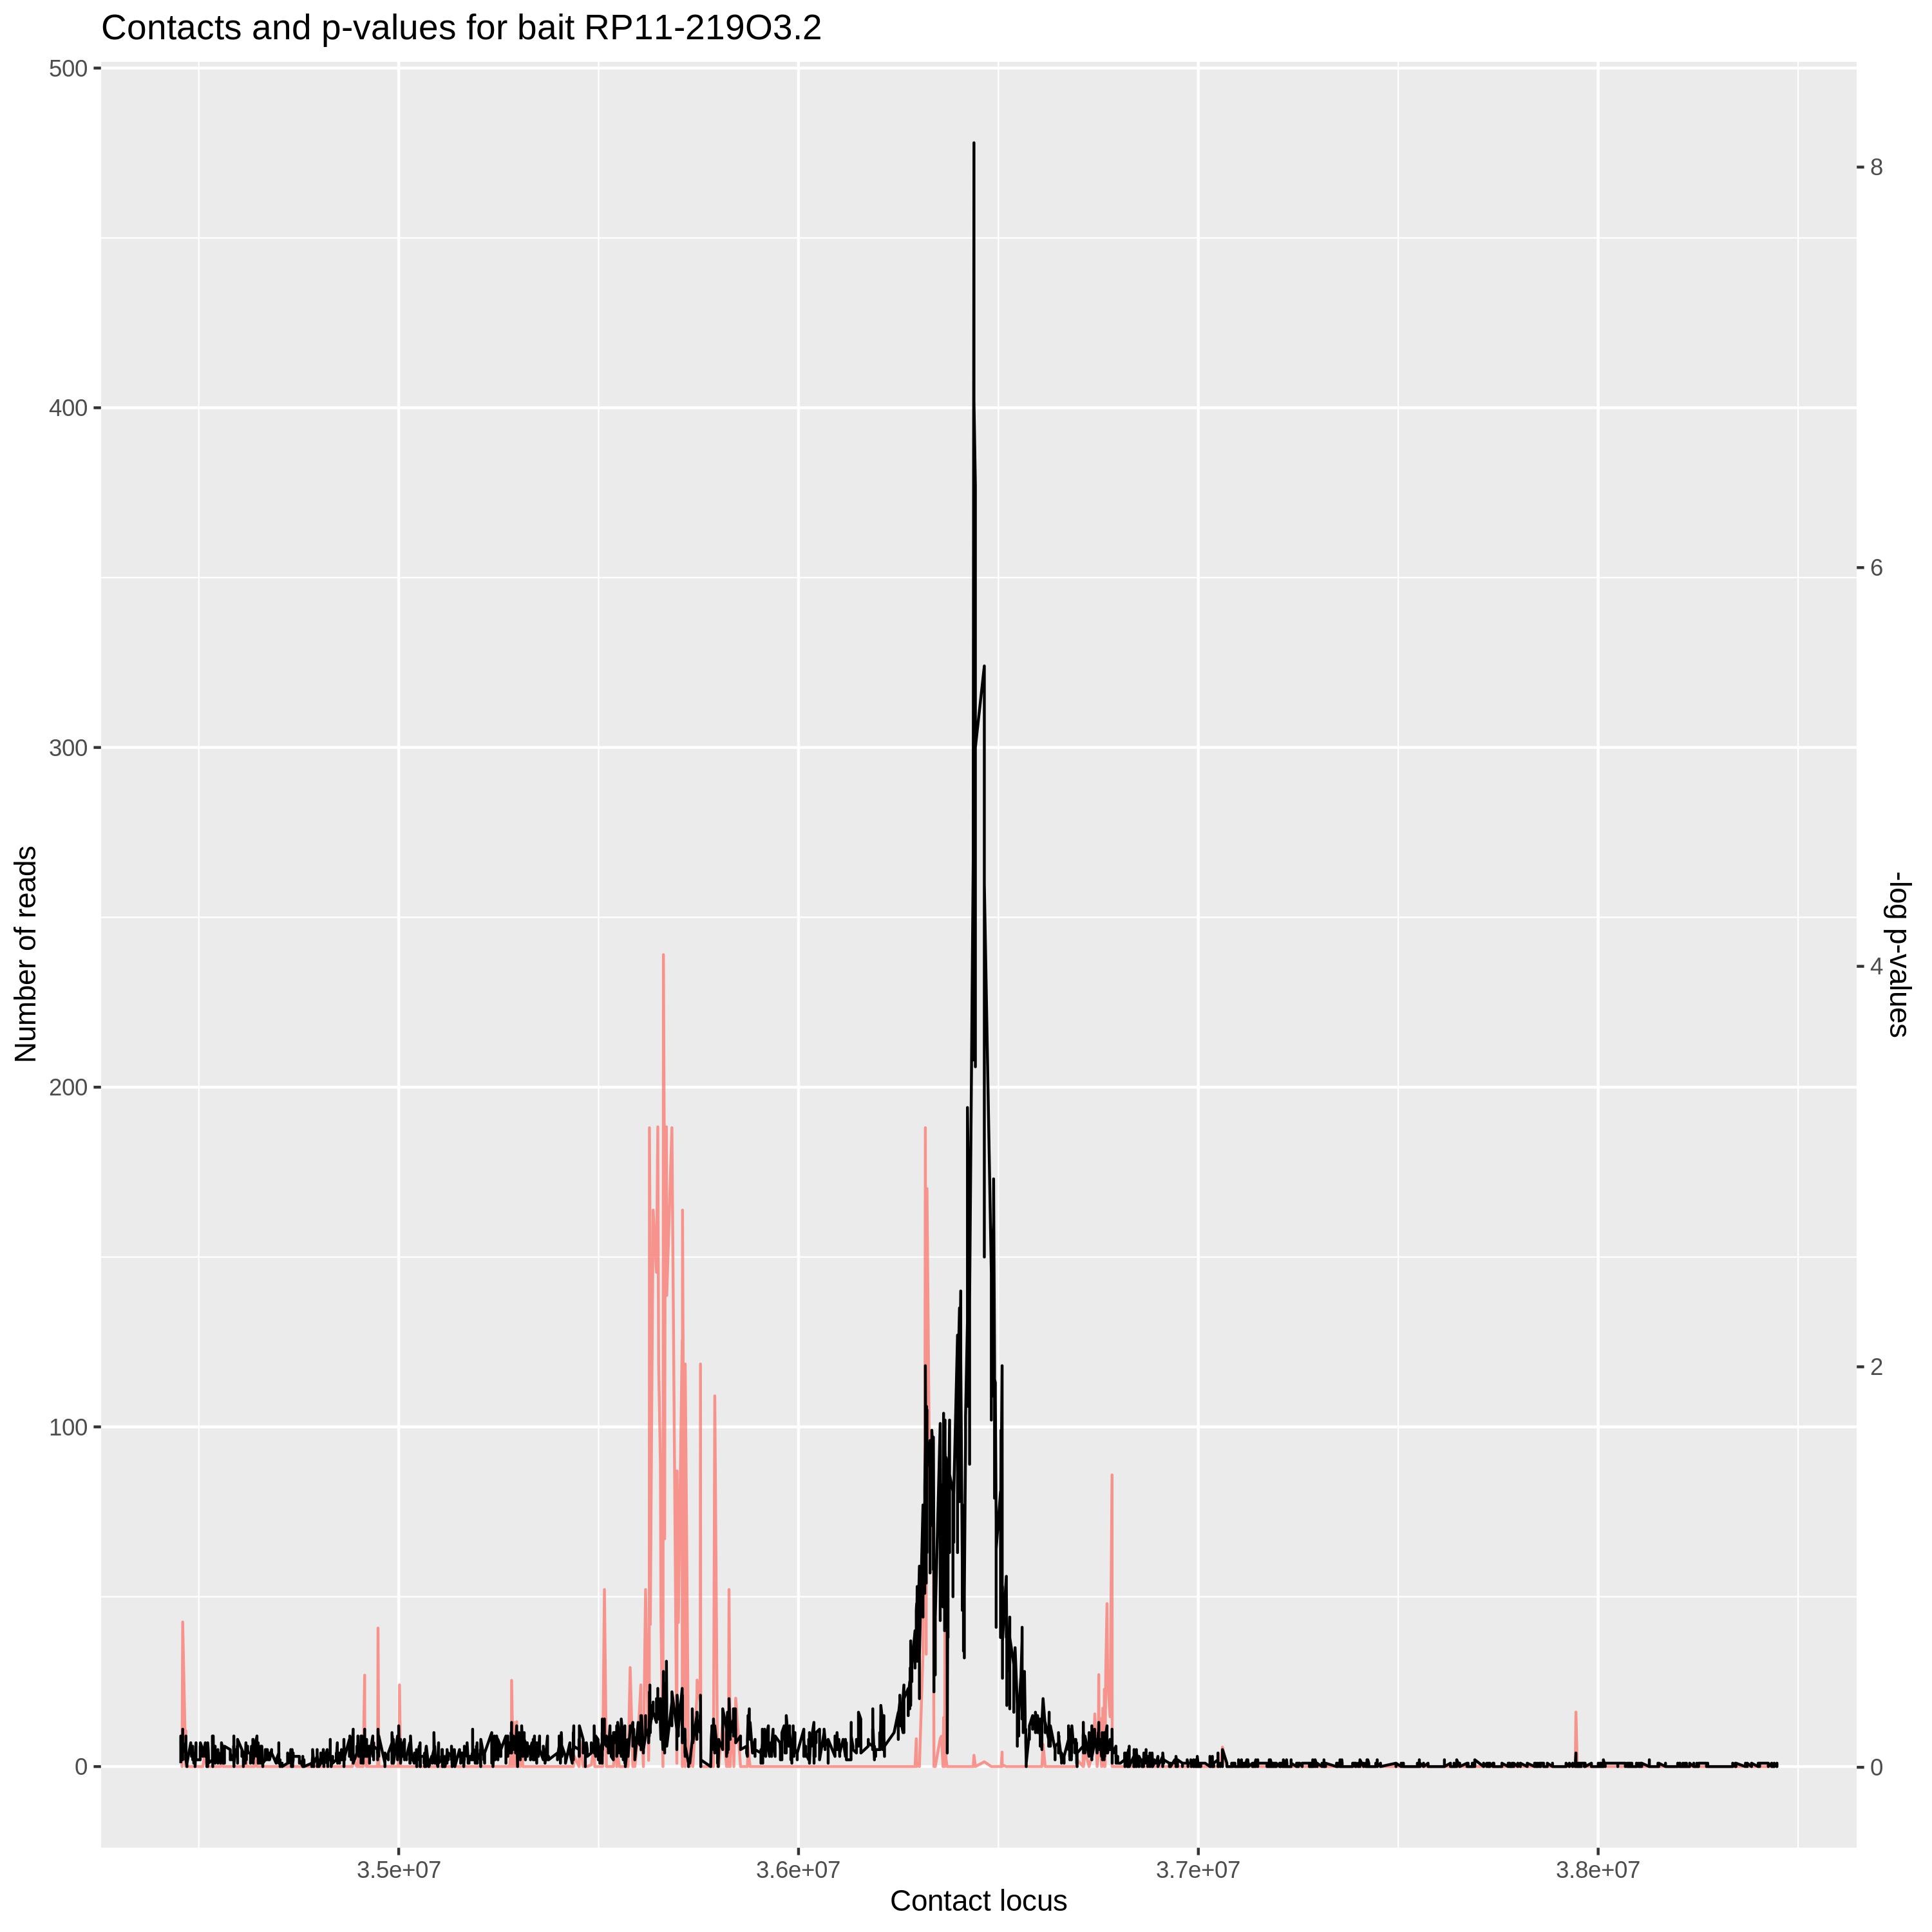 Contacts and p-values for bait RP11-219O3.2
500
400
300
200
100
0
Number of reads
8
6
4
2
0
-log p-values
3.5e+07
3.6e+07
3.7e+07
3.8e+07
Contact locus